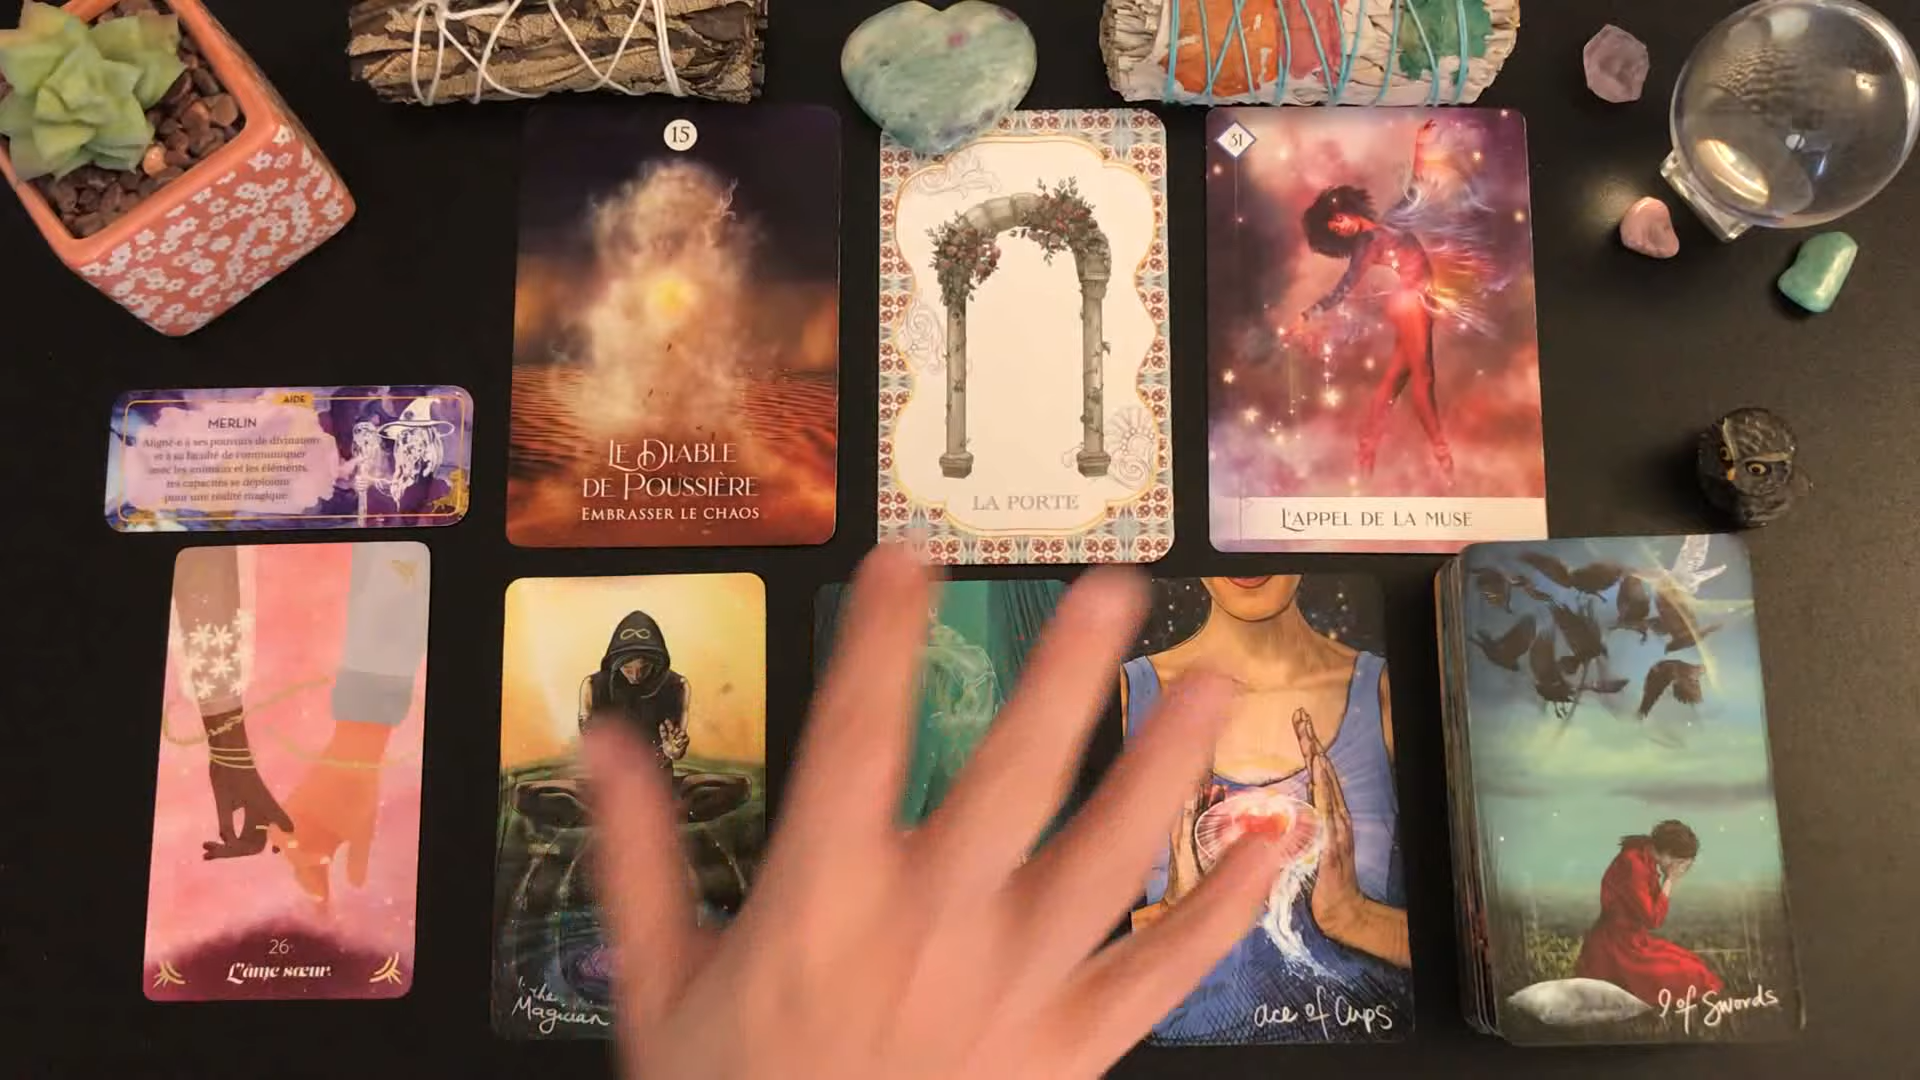 15
LE DIABLE
DE POUSSIÈRE
EMBRASSER LE CHAOS
LA PORTE
31
L'APPEL DE LA MUSE
AIDE
MERLIN
Aligné·e à ses pouvoirs de divination
et à sa faculté de communiquer
avec les animaux et les éléments,
tes capacités se déploient
pour une réalité magique.
26
L'âme sœur
the
Magician
ace of Cups
9 of Swords